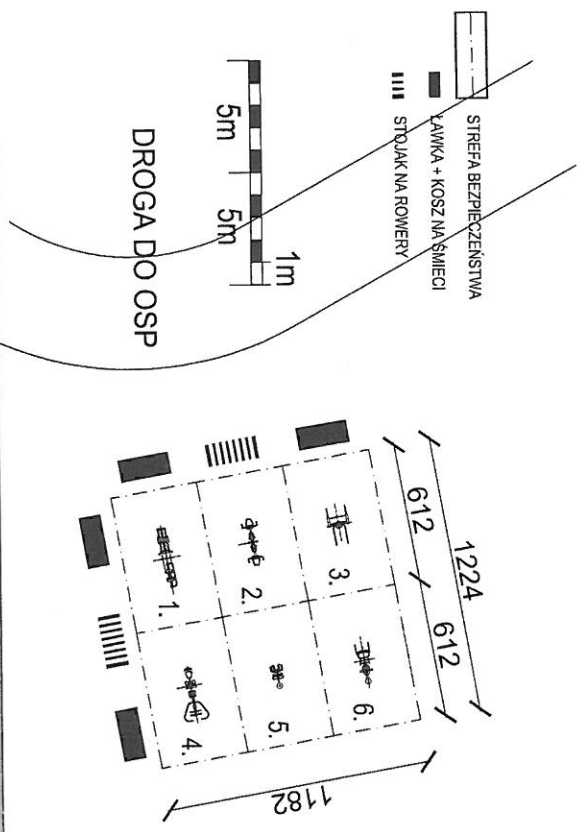 STREFA BEZPIECZEŃSTWA
ŁAWKA + KOSZ NA ŚMIECI
STOJAK NA ROWERY
5m
5m
1m
DROGA DO OSP
1224
612
612
1182
3.
6.
2.
5.
1.
4.